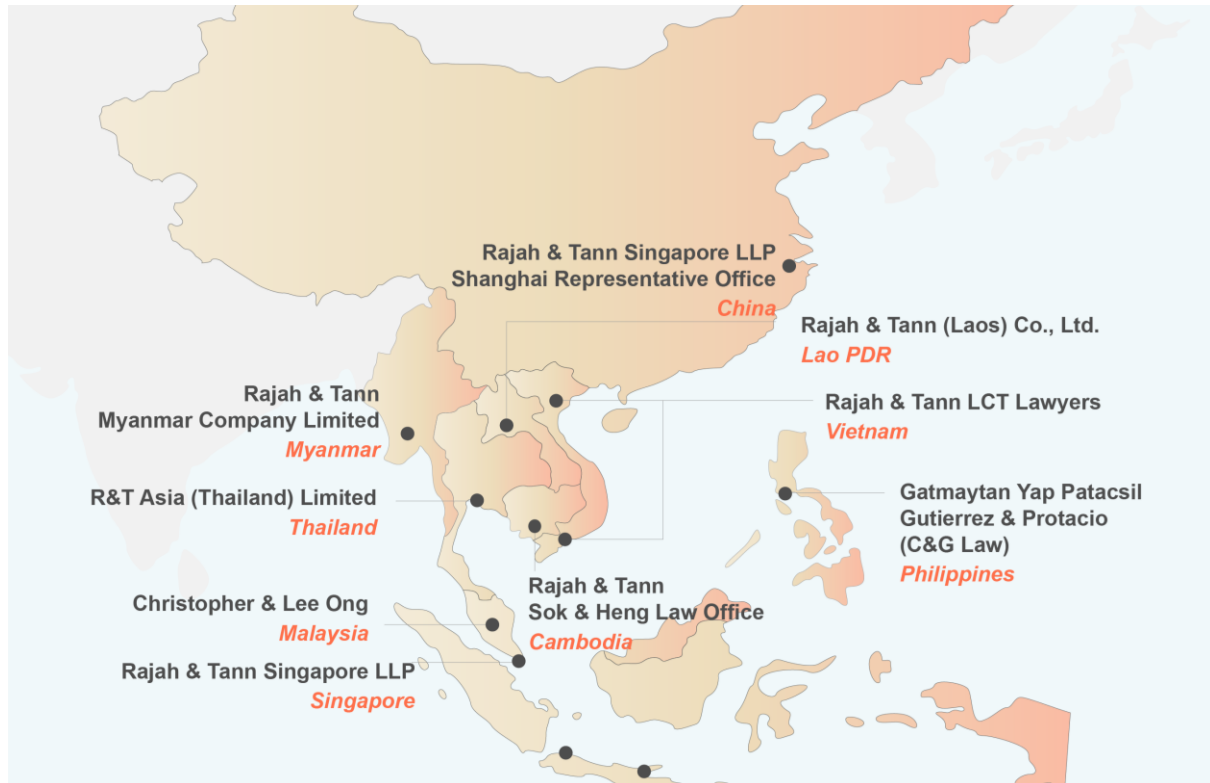 Rajah & Tann Singapore LLP
Shanghai Representative Office
China
Rajah & Tann (Laos) Co., Ltd.
Lao PDR
Rajah & Tann
Myanmar Company Limited
Myanmar
Rajah & Tann LCT Lawyers
Vietnam
R&T Asia (Thailand) Limited
Thailand
Gatmaytan Yap Patacsil
Gutierrez & Protacio
(C&G Law)
Philippines
Rajah & Tann
Sok & Heng Law Office
Cambodia
Christopher & Lee Ong
Malaysia
Rajah & Tann Singapore LLP
Singapore